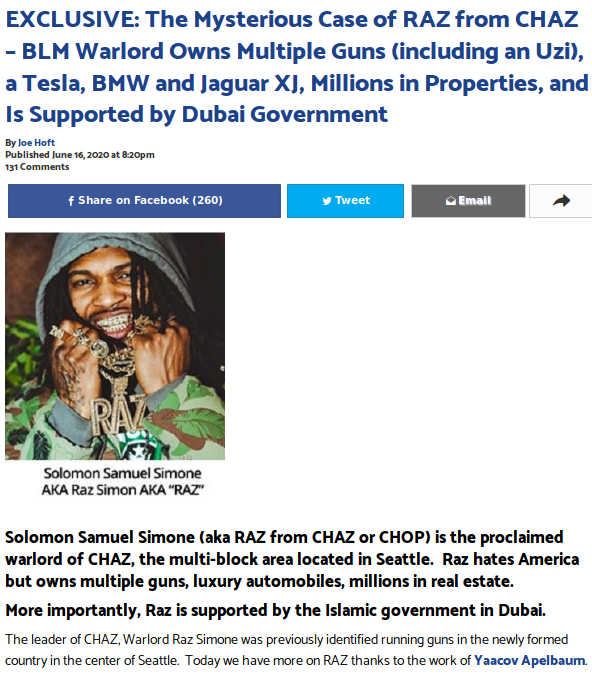 EXCLUSIVE: The Mysterious Case of RAZ from CHAZ
– BLM Warlord Owns Multiple Guns (including an Uzi),
a Tesla, BMW and Jaguar XJ, Millions in Properties, and
Is Supported by Dubai Government
By Joe Hoft
Published June 16, 2020 at 8:20pm
131 Comments
f Share on Facebook (260)
Tweet
Email
RAZ
Solomon Samuel Simone
AKA Raz Simon AKA “RAZ”
Solomon Samuel Simone (aka RAZ from CHAZ or CHOP) is the proclaimed
warlord of CHAZ, the multi-block area located in Seattle.  Raz hates America
but owns multiple guns, luxury automobiles, millions in real estate.
More importantly, Raz is supported by the Islamic government in Dubai.
The leader of CHAZ, Warlord Raz Simone was previously identified running guns in the newly formed
country in the center of Seattle.  Today we have more on RAZ thanks to the work of Yaacov Apelbaum.